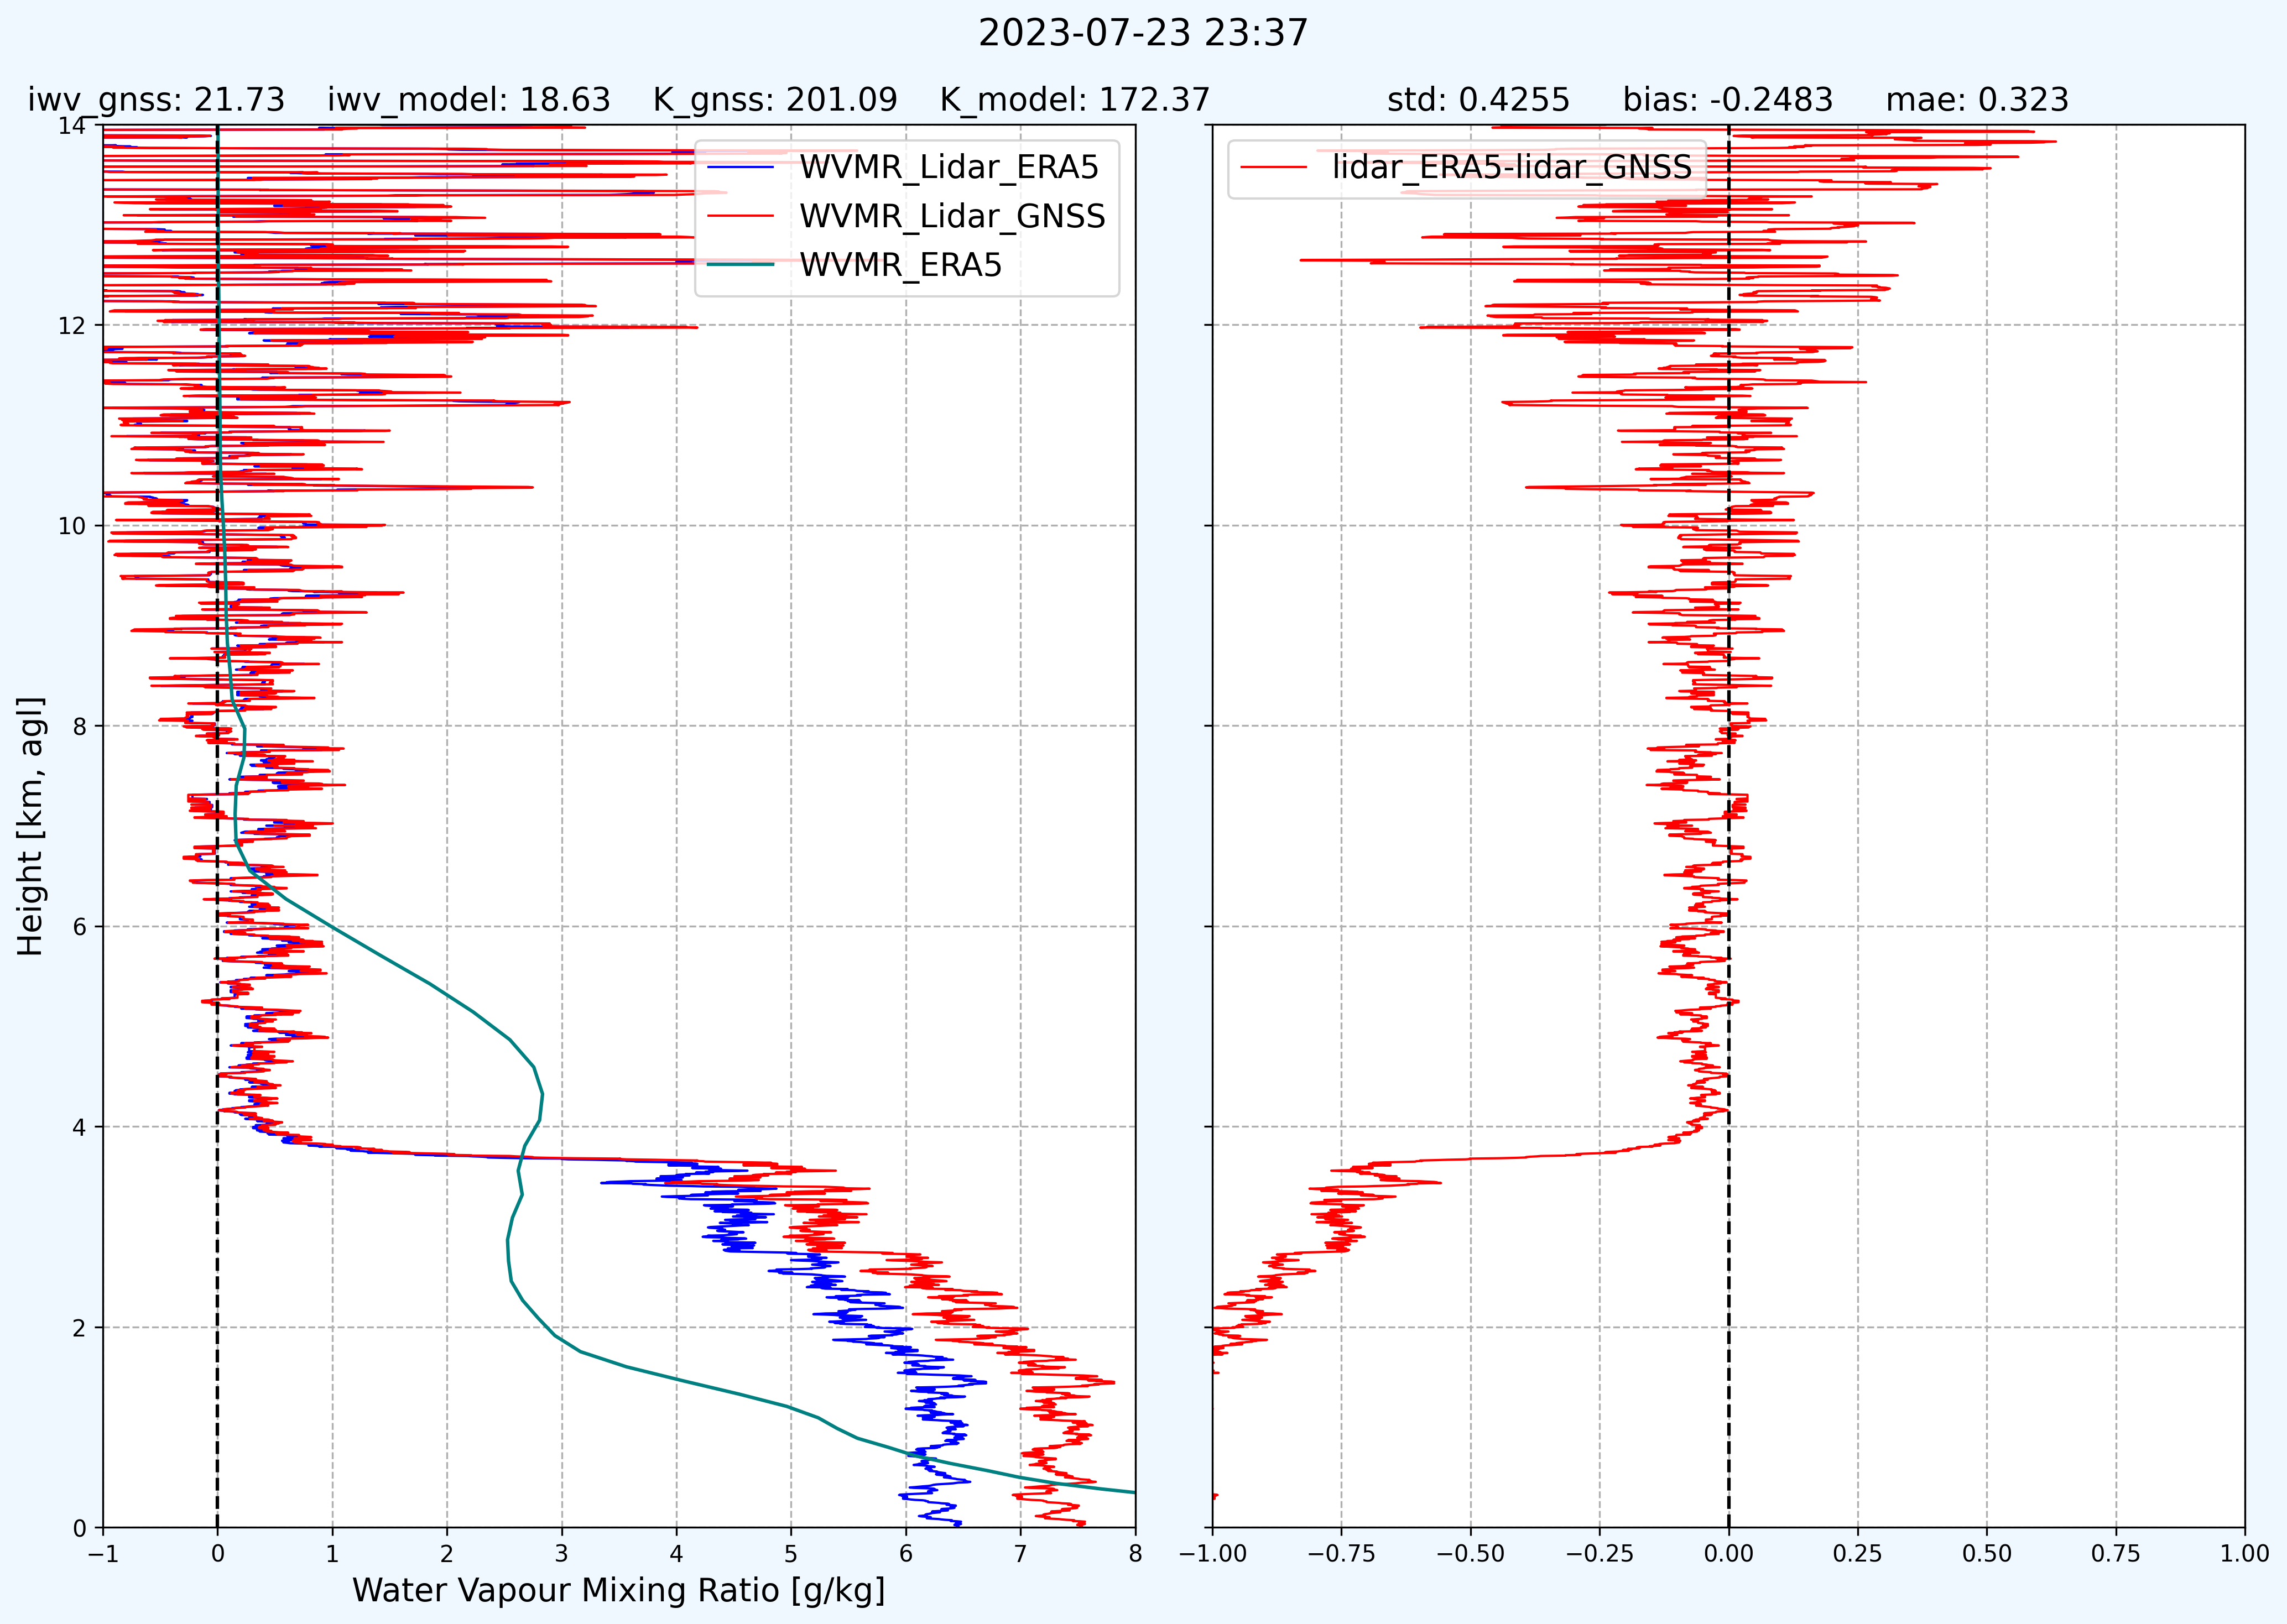 2023-07-23 23:37
iwv_gnss: 21.73 iwv_model: 18.63 K_gnss: 201.09 K_model: 172.37
std: 0.4255 bias: -0.2483 mae: 0.323
WVMR_Lidar_ERA5
WVMR_Lidar_GNSS
WVMR_ERA5
lidar_ERA5-lidar_GNSS
Height [km, agl]
14
12
10
8
6
4
2
0
−1 0 1 2 3 4 5 6 7 8
Water Vapour Mixing Ratio [g/kg]
−1.00 −0.75 −0.50 −0.25 0.00 0.25 0.50 0.75 1.00